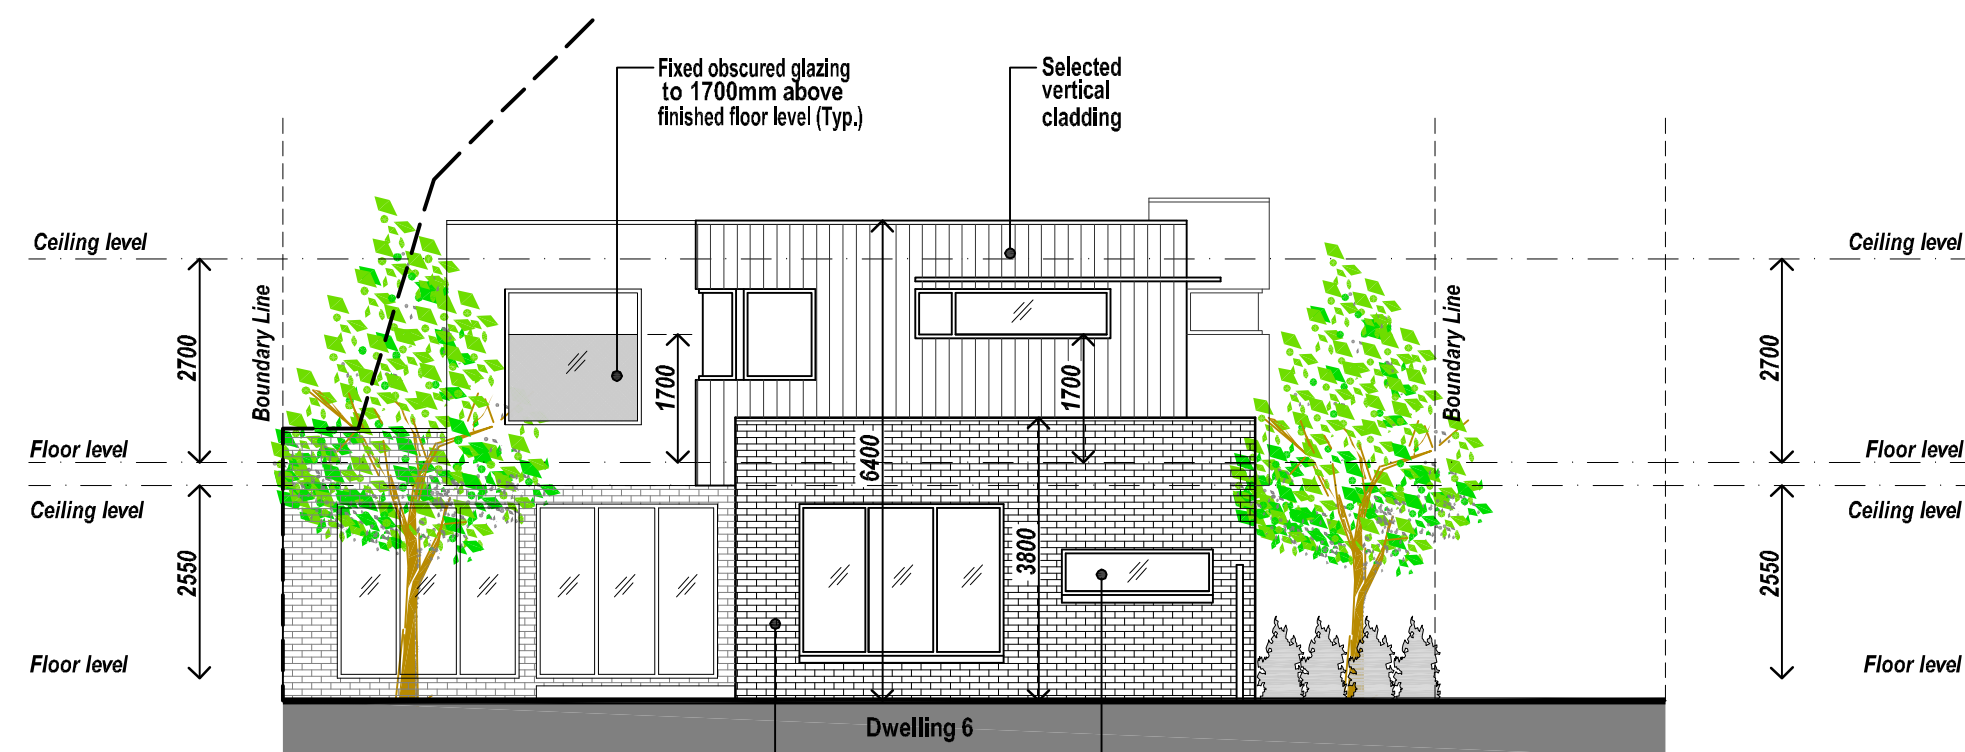 Fixed obscured glazing
to 1700mm above
finished floor level (Typ.)
Selected
vertical
cladding
Ceiling level
Ceiling level
2700
Boundary Line
1700
1700
Boundary Line
2700
Floor level
Floor level
6400
Ceiling level
Ceiling level
2550
3800
2550
Floor level
Floor level
Dwelling 6